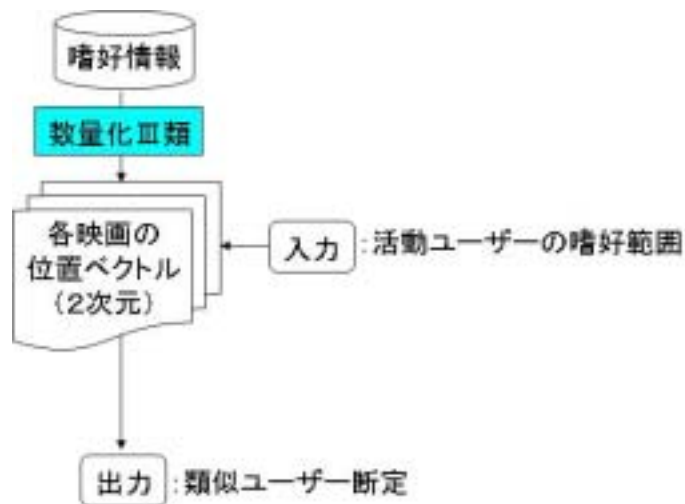 嗜好情報
数量化Ⅲ類
各映画の
位置ベクトル
(2次元)
入力:活動ユーザーの嗜好範囲
出力:類似ユーザー断定